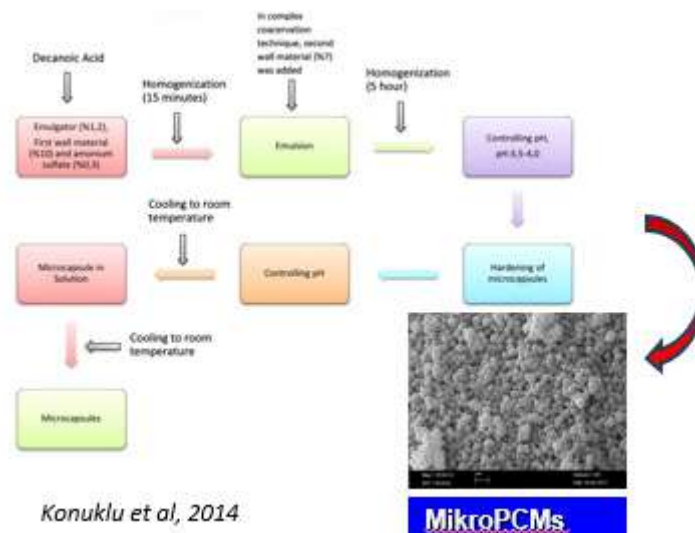 In complex
coacervation
technique, second
wall material (%7)
was added
Decanoic Acid
Homogenization
(15 minutes)
Homogenization
(5 hour)
Emulgator (%1,2),
First wall material
(%10) and amonium
sulfate (%0,3)
Emulsion
Controlling pH,
pH:3,5-4,0
Cooling to room
temperature
Microcapsule in
Solution
Controlling pH
Hardening of
microcapsules
Cooling to room
temperature
Microcapsules
Konuklu et al, 2014
MikroPCMs